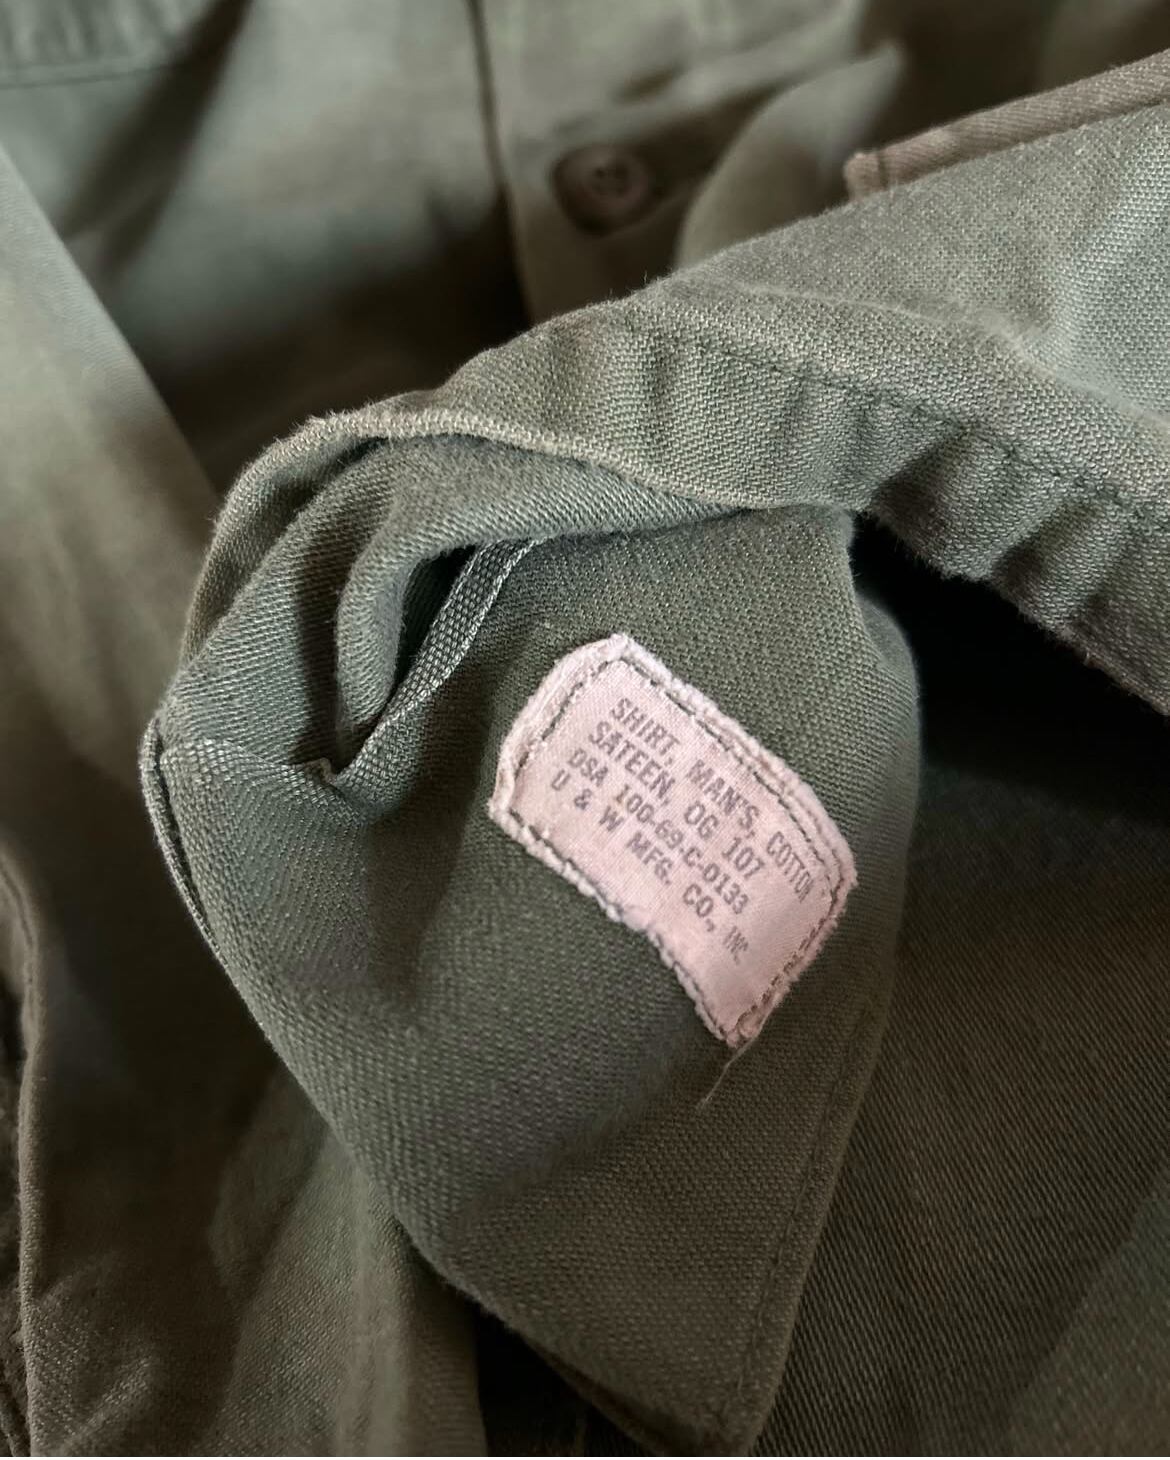 SHIRT, MAN'S, COTTON
SATEEN, OG 107
DSA 100-69-C-0133
U & W MFG. CO., INC.